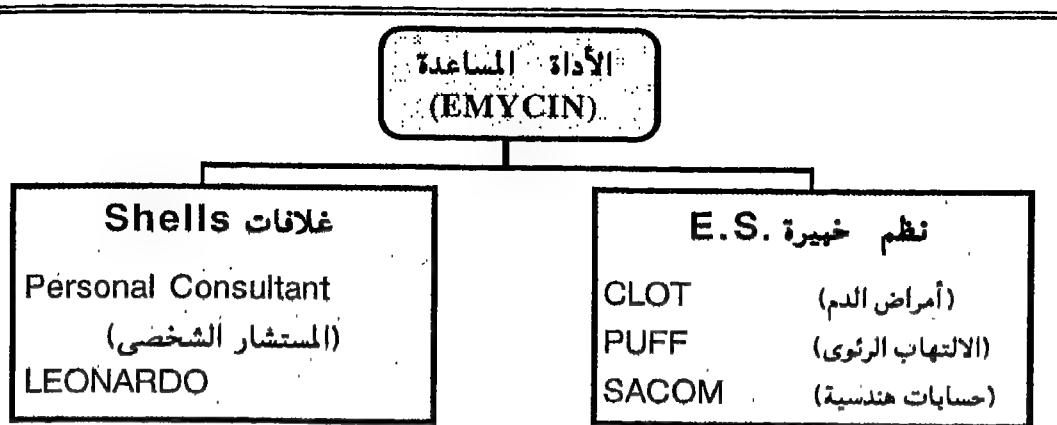 الأداة المساعدة
(EMYCIN)
نظم خبيرة E.S.
CLOT (أمراض الدم)
PUFF (الالتهاب الرئوى)
SACOM (حسابات هندسية)
غلافات Shells
Personal Consultant
(المستشار الشخصى)
LEONARDO